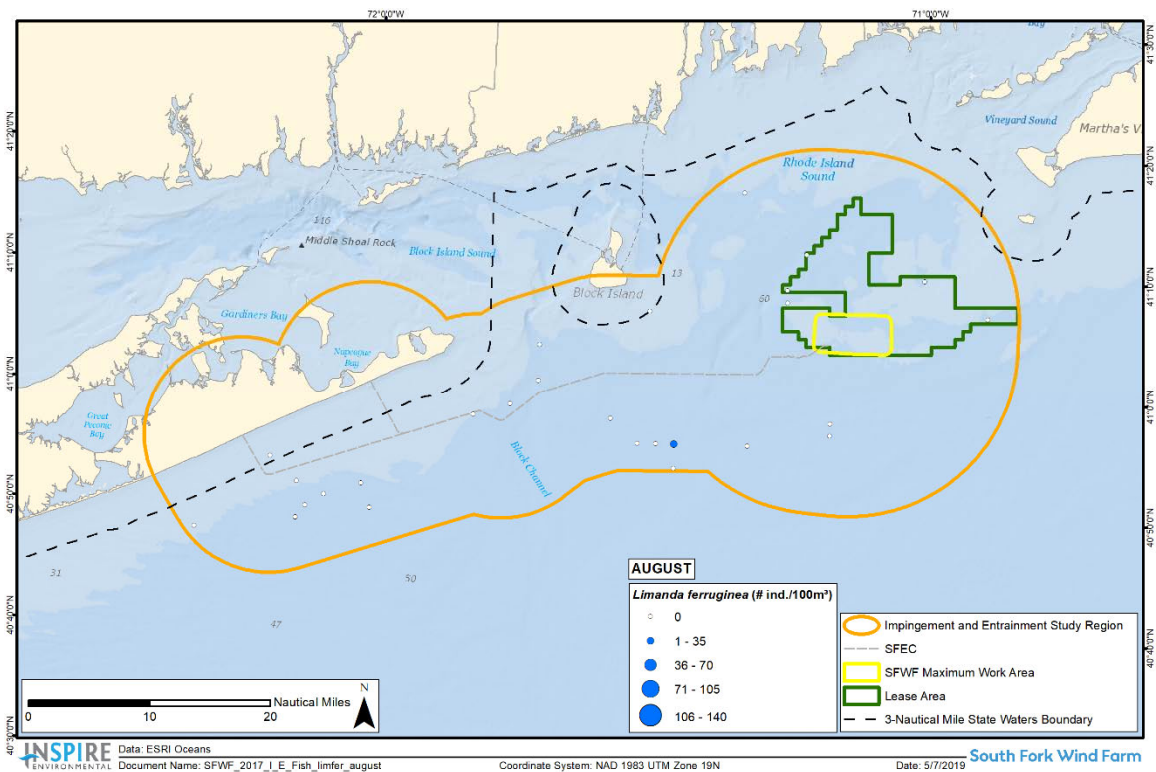 72°0'0"W
71°0'0"W
41°30'0"N
41°20'0"N
41°20'0"N
41°10'0"N
41°10'0"N
41°0'0"N
41°0'0"N
40°50'0"N
40°50'0"N
40°40'0"N
40°40'0"N
40°30'0"N
Bay
Vineyard Sound
Martha's V
Rhode Island
Sound
116
Middle Shoal Rock
Block Island Sound
13
Block Island
60
Gardiners Bay
Napeague
Bay
Great
Peconic
Bay
Block Channel
31
50
47
AUGUST
Limanda ferruginea (# ind./100m³)
0
1 - 35
36 - 70
71 - 105
106 - 140
Impingement and Entrainment Study Region
SFEC
SFWF Maximum Work Area
Lease Area
3-Nautical Mile State Waters Boundary
N
Nautical Miles
0
10
20
INSPIRE
ENVIRONMENTAL
Data: ESRI Oceans
Document Name: SFWF_2017_I_E_Fish_limfer_august
Coordinate System: NAD 1983 UTM Zone 19N
Date: 5/7/2019
South Fork Wind Farm